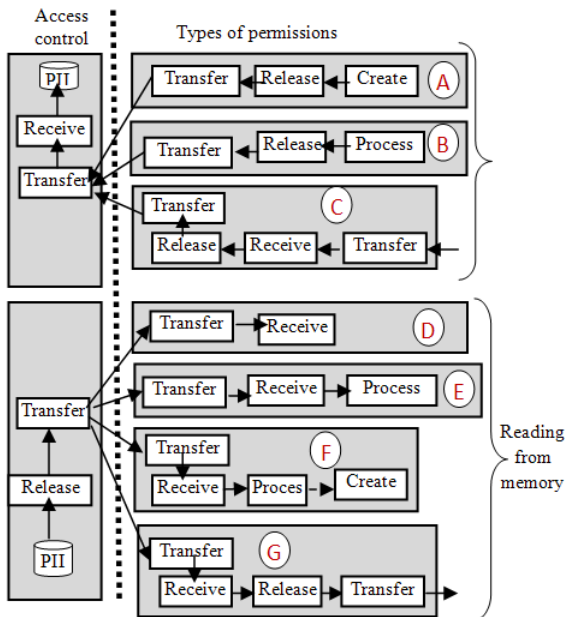 Access
control
Types of permissions
PII
Receive
Transfer
Transfer
Release
Create
A
Transfer
Release
Process
B
Transfer
C
Release
Receive
Transfer
Transfer
Release
PII
Transfer
Receive
D
Transfer
Receive
Process
E
Transfer
F
Receive
Proces
Create
Transfer
G
Receive
Release
Transfer
Reading
from
memory